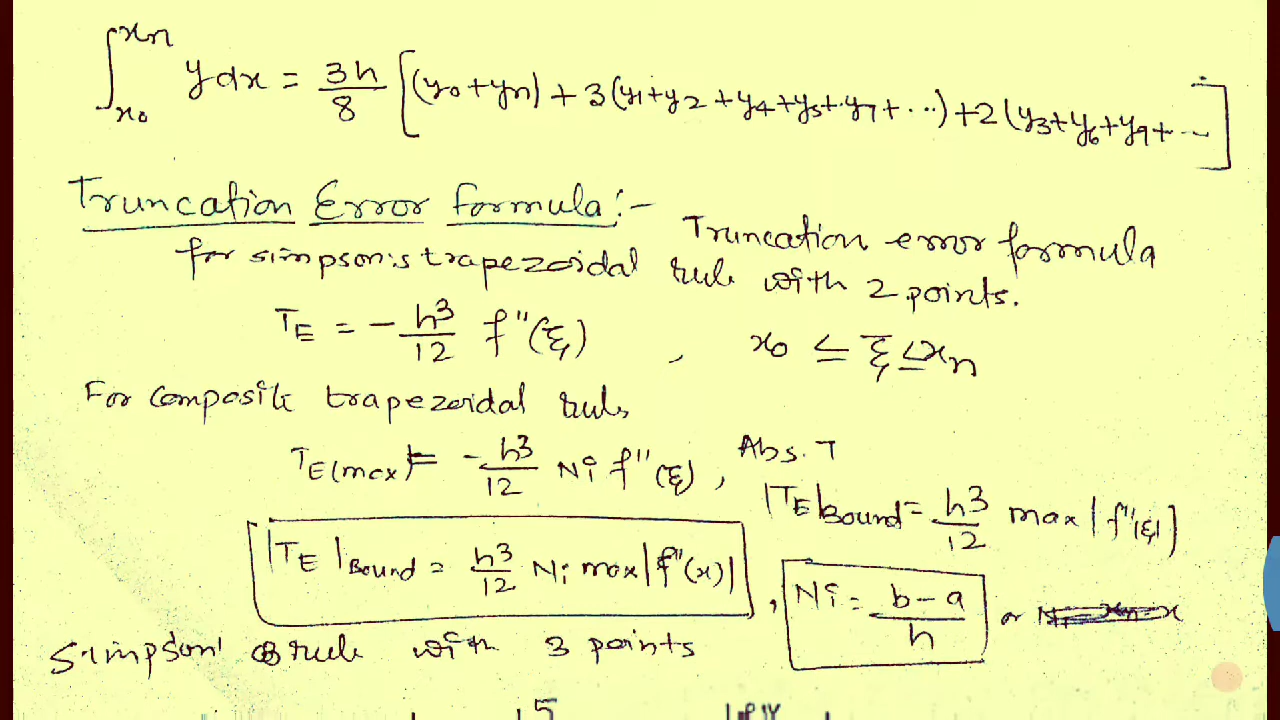 ∫_{x0}^{xn} y dx = 3h/8 [(y0+yn) + 3(y1+y2+y4+y5+y7+...) + 2(y3+y6+y9+...]
Truncation Error formula:-
Truncation error formula
for simpson's trapezoidal rule with 2 points.
TE = - h3/12 f''(ξ) , x0 ≤ ξ ≤ xn
For composite trapezoidal rule,
TE(max) = - h3/12 Ni f''(ξ), Abs. T
|TE|Bound = h3/12 max|f''(ξ)|
|TE|Bound = h3/12 Ni max|f''(x)| , Ni = b-a/h or
Simpson' rule with 3 points